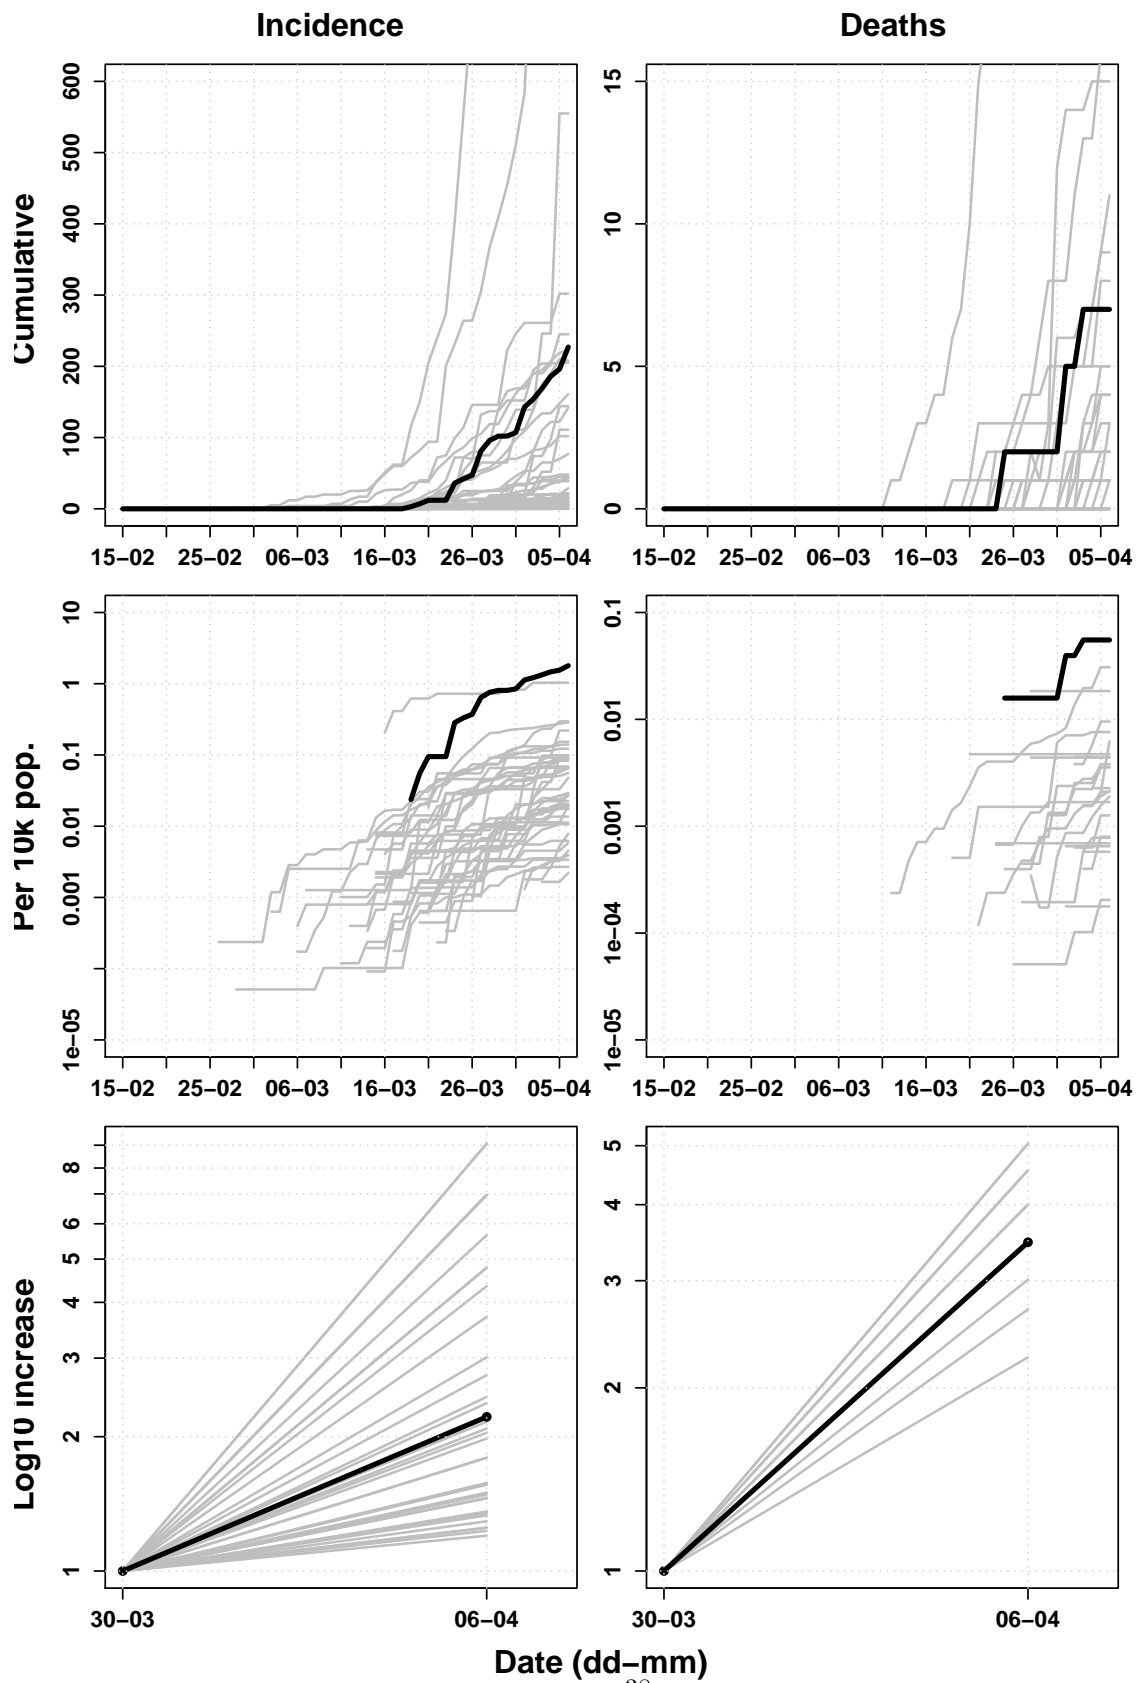 Incidence
Deaths
Cumulative
0 100 200 300 400 500 600
15−02 25−02 06−03 16−03 26−03 05−04
0 5 10 15
15−02 25−02 06−03 16−03 26−03 05−04
Per 10k pop.
1e−05 0.001 0.01 0.1 1 10
15−02 25−02 06−03 16−03 26−03 05−04
1e−05 1e−04 0.001 0.01 0.1
15−02 25−02 06−03 16−03 26−03 05−04
Log10 increase
1 2 3 4 5 6 8
30−03 06−04
1 2 3 4 5
30−03 06−04
Date (dd−mm)